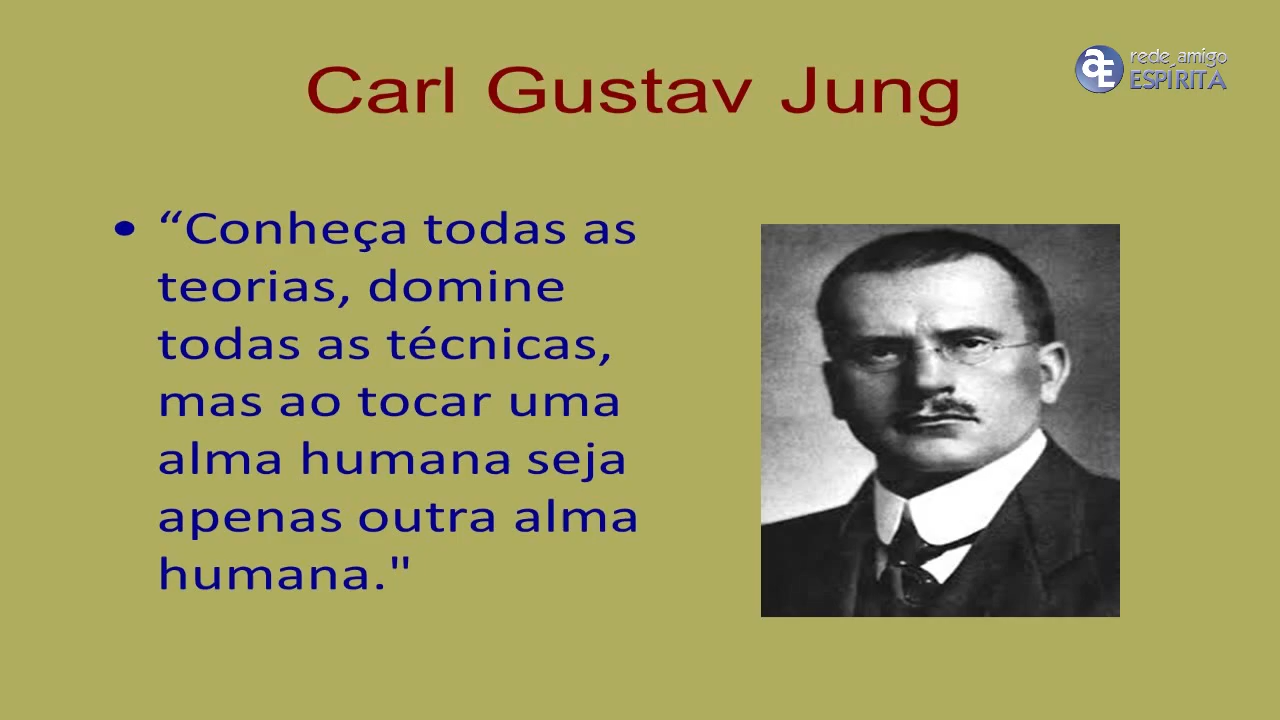 Carl Gustav Jung
rede amigo
ESPÍRITA
• “Conheça todas as
teorias, domine
todas as técnicas,
mas ao tocar uma
alma humana seja
apenas outra alma
humana."